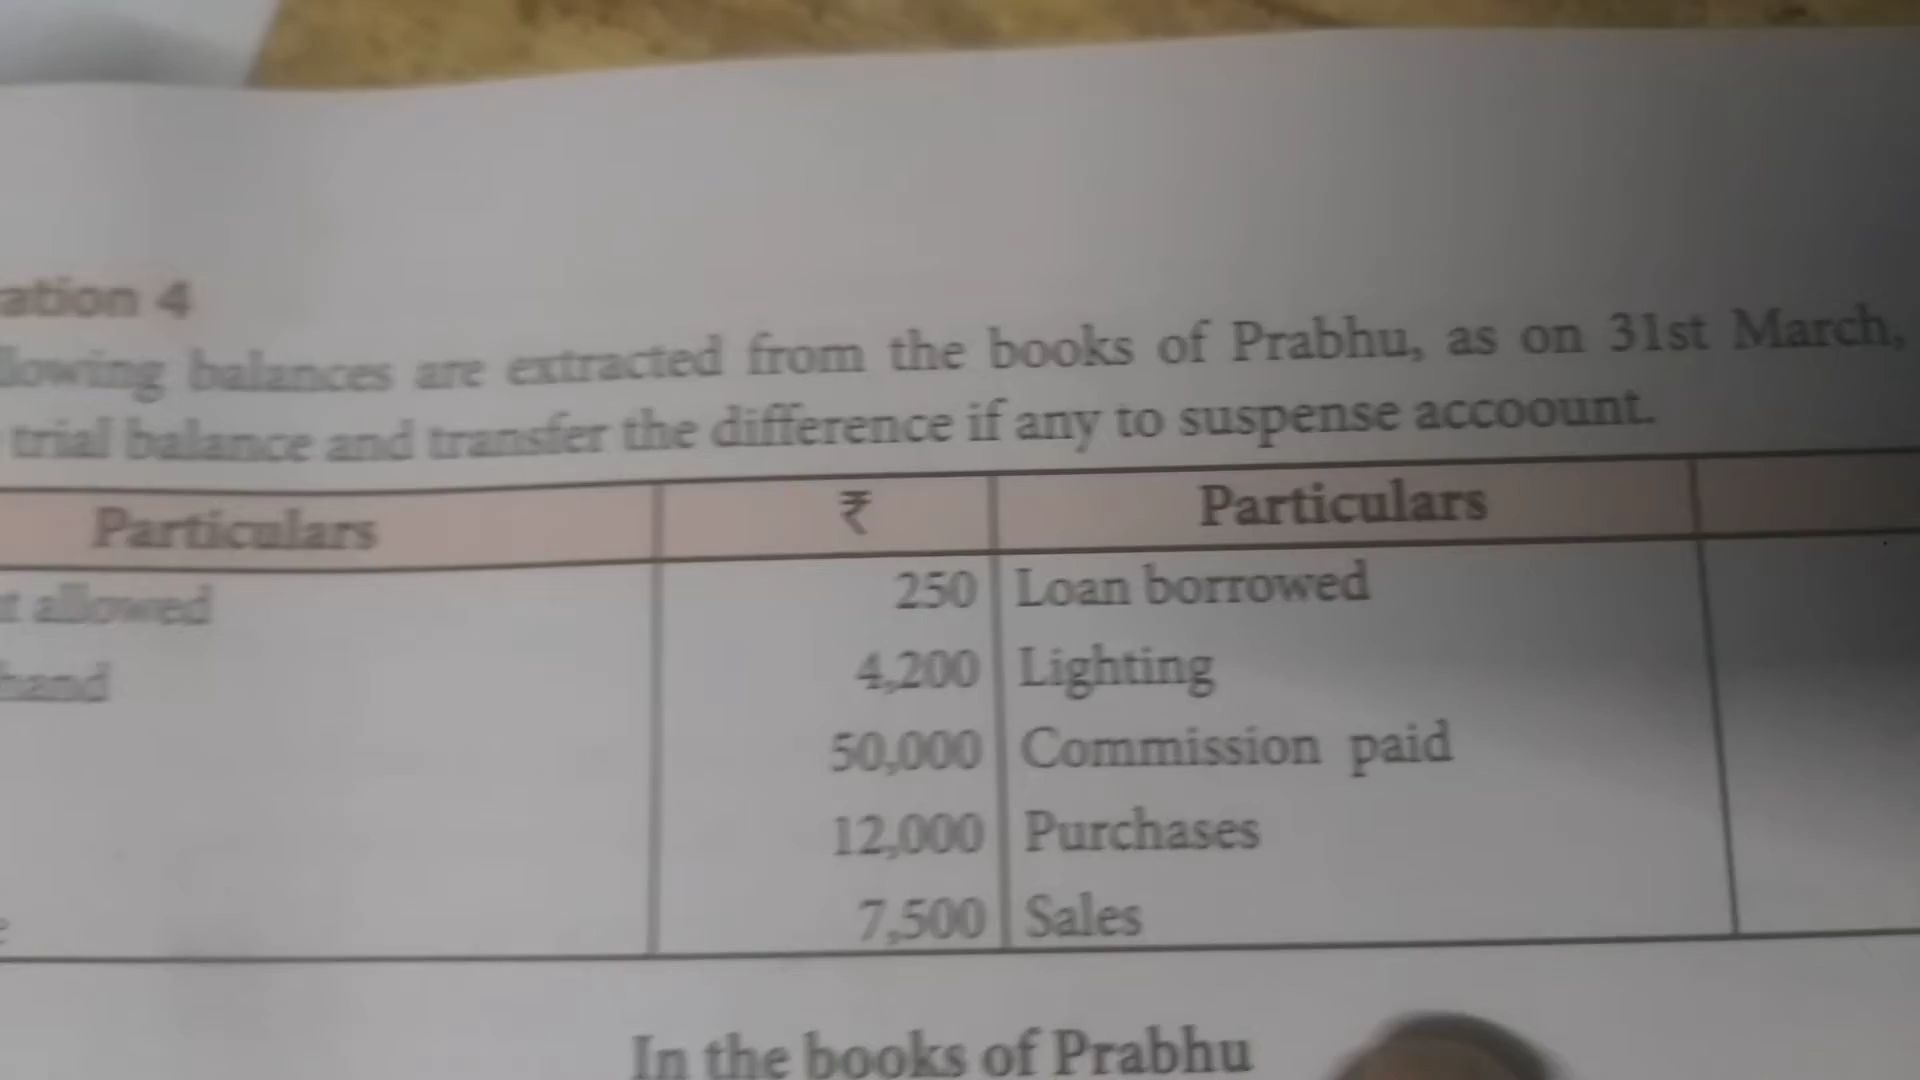 ation 4
llowing balances are extracted from the books of Prabhu, as on 31st March,
trial balance and transfer the difference if any to suspense accoount.
Particulars ₹ Particulars
t allowed 250 Loan borrowed
hand 4,200 Lighting
50,000 Commission paid
12,000 Purchases
e 7,500 Sales
In the books of Prabhu